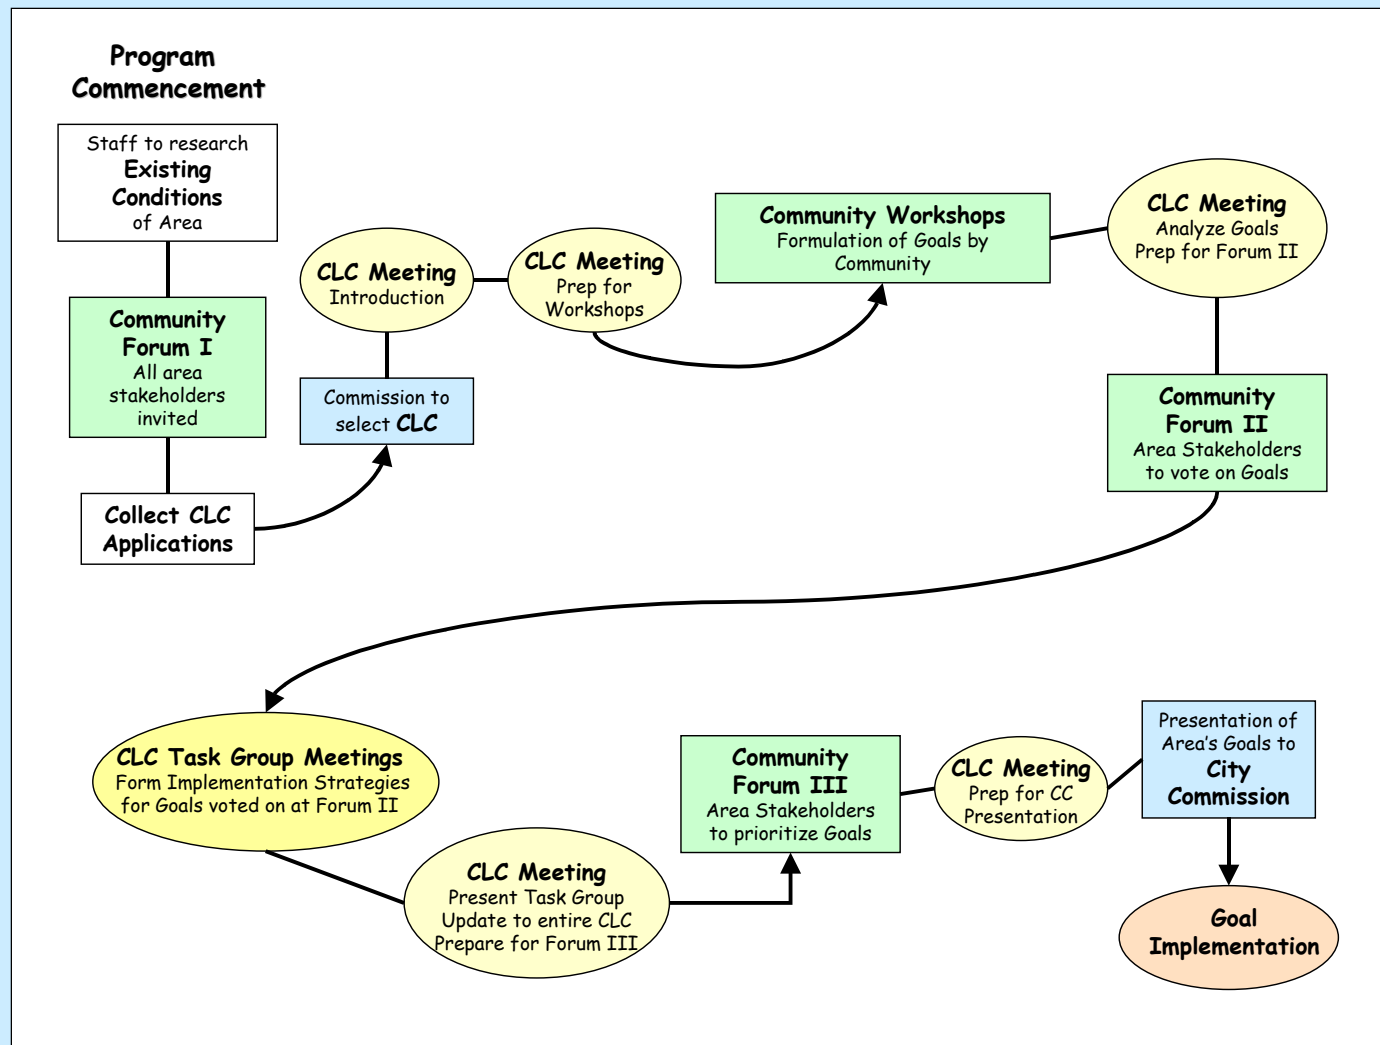 Program
Commencement
Staff to research
Existing
Conditions
of Area
Community
Forum I
All area
stakeholders
invited
Collect CLC
Applications
Commission to
select CLC
CLC Meeting
Introduction
CLC Meeting
Prep for
Workshops
Community Workshops
Formulation of Goals by
Community
CLC Meeting
Analyze Goals
Prep for Forum II
Community
Forum II
Area Stakeholders
to vote on Goals
CLC Task Group Meetings
Form Implementation Strategies
for Goals voted on at Forum II
CLC Meeting
Present Task Group
Update to entire CLC
Prepare for Forum III
Community
Forum III
Area Stakeholders
to prioritize Goals
CLC Meeting
Prep for CC
Presentation
Presentation of
Area's Goals to
City
Commission
Goal
Implementation